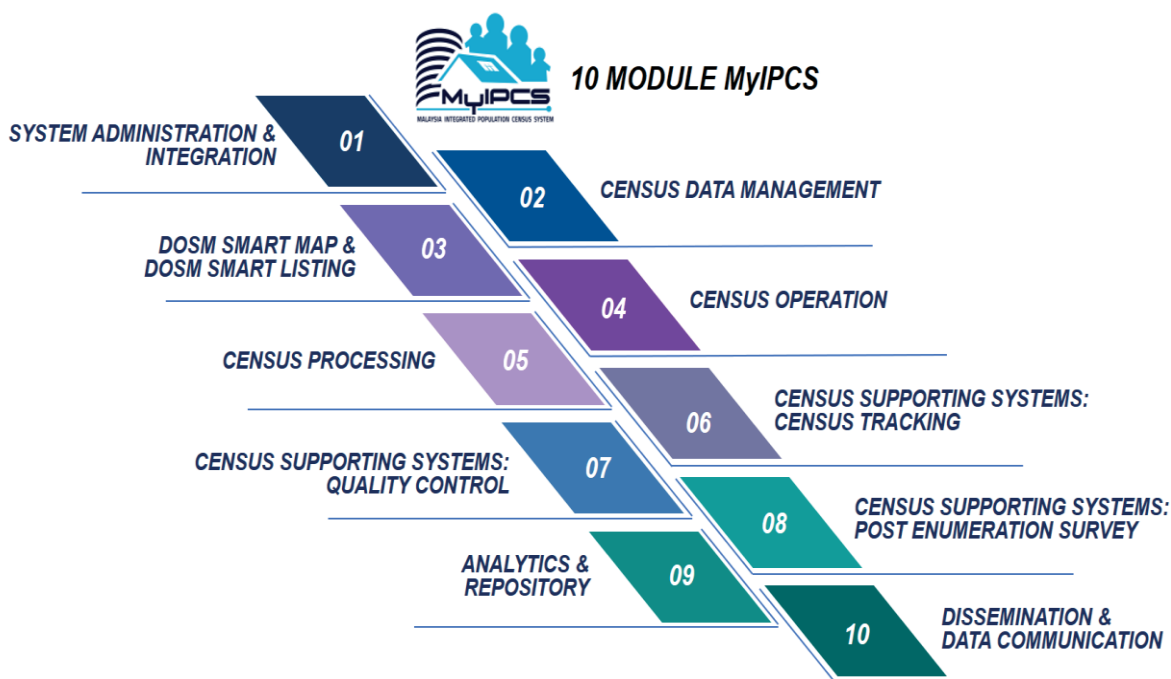 MyIPCS
MALAYSIA INTEGRATED POPULATION CENSUS SYSTEM
10 MODULE MyIPCS
01
SYSTEM ADMINISTRATION &
INTEGRATION
02
CENSUS DATA MANAGEMENT
03
DOSM SMART MAP &
DOSM SMART LISTING
04
CENSUS OPERATION
05
CENSUS PROCESSING
06
CENSUS SUPPORTING SYSTEMS:
CENSUS TRACKING
07
CENSUS SUPPORTING SYSTEMS:
QUALITY CONTROL
08
CENSUS SUPPORTING SYSTEMS:
POST ENUMERATION SURVEY
09
ANALYTICS &
REPOSITORY
10
DISSEMINATION &
DATA COMMUNICATION